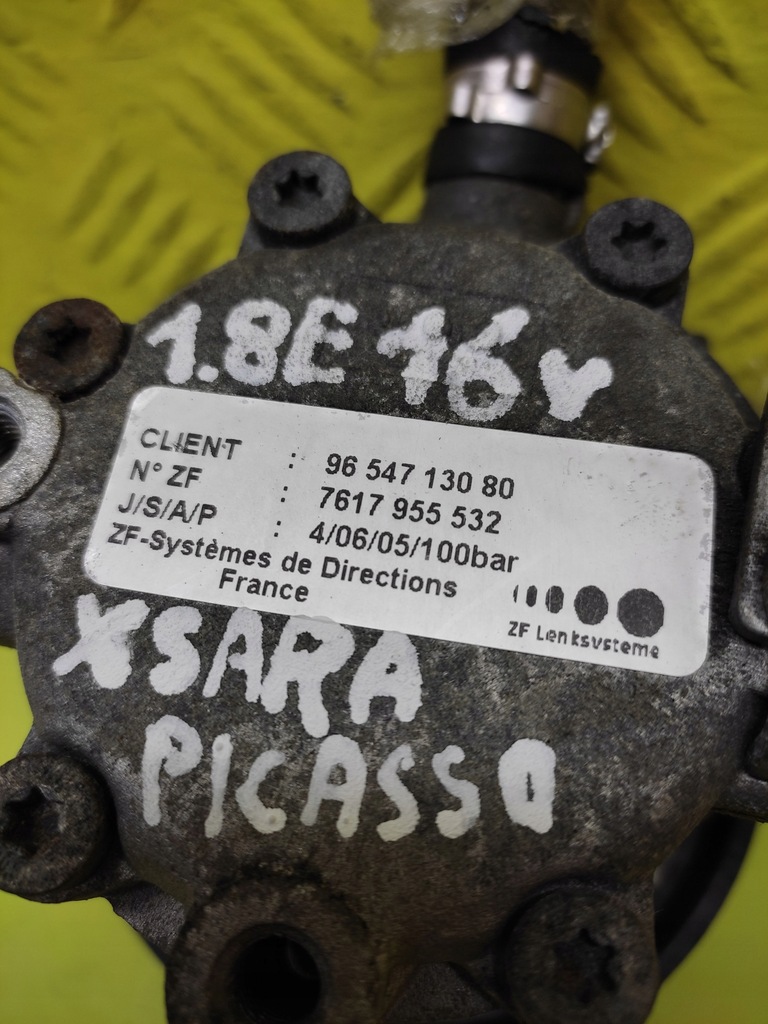 1.8E 16V
CLIENT : 96 547 130 80
N° ZF : 7617 955 532
J/S/A/P : 4/06/05/100bar
ZF-Systèmes de Directions
France
ZF Lenksysteme
XSARA
PICASSO